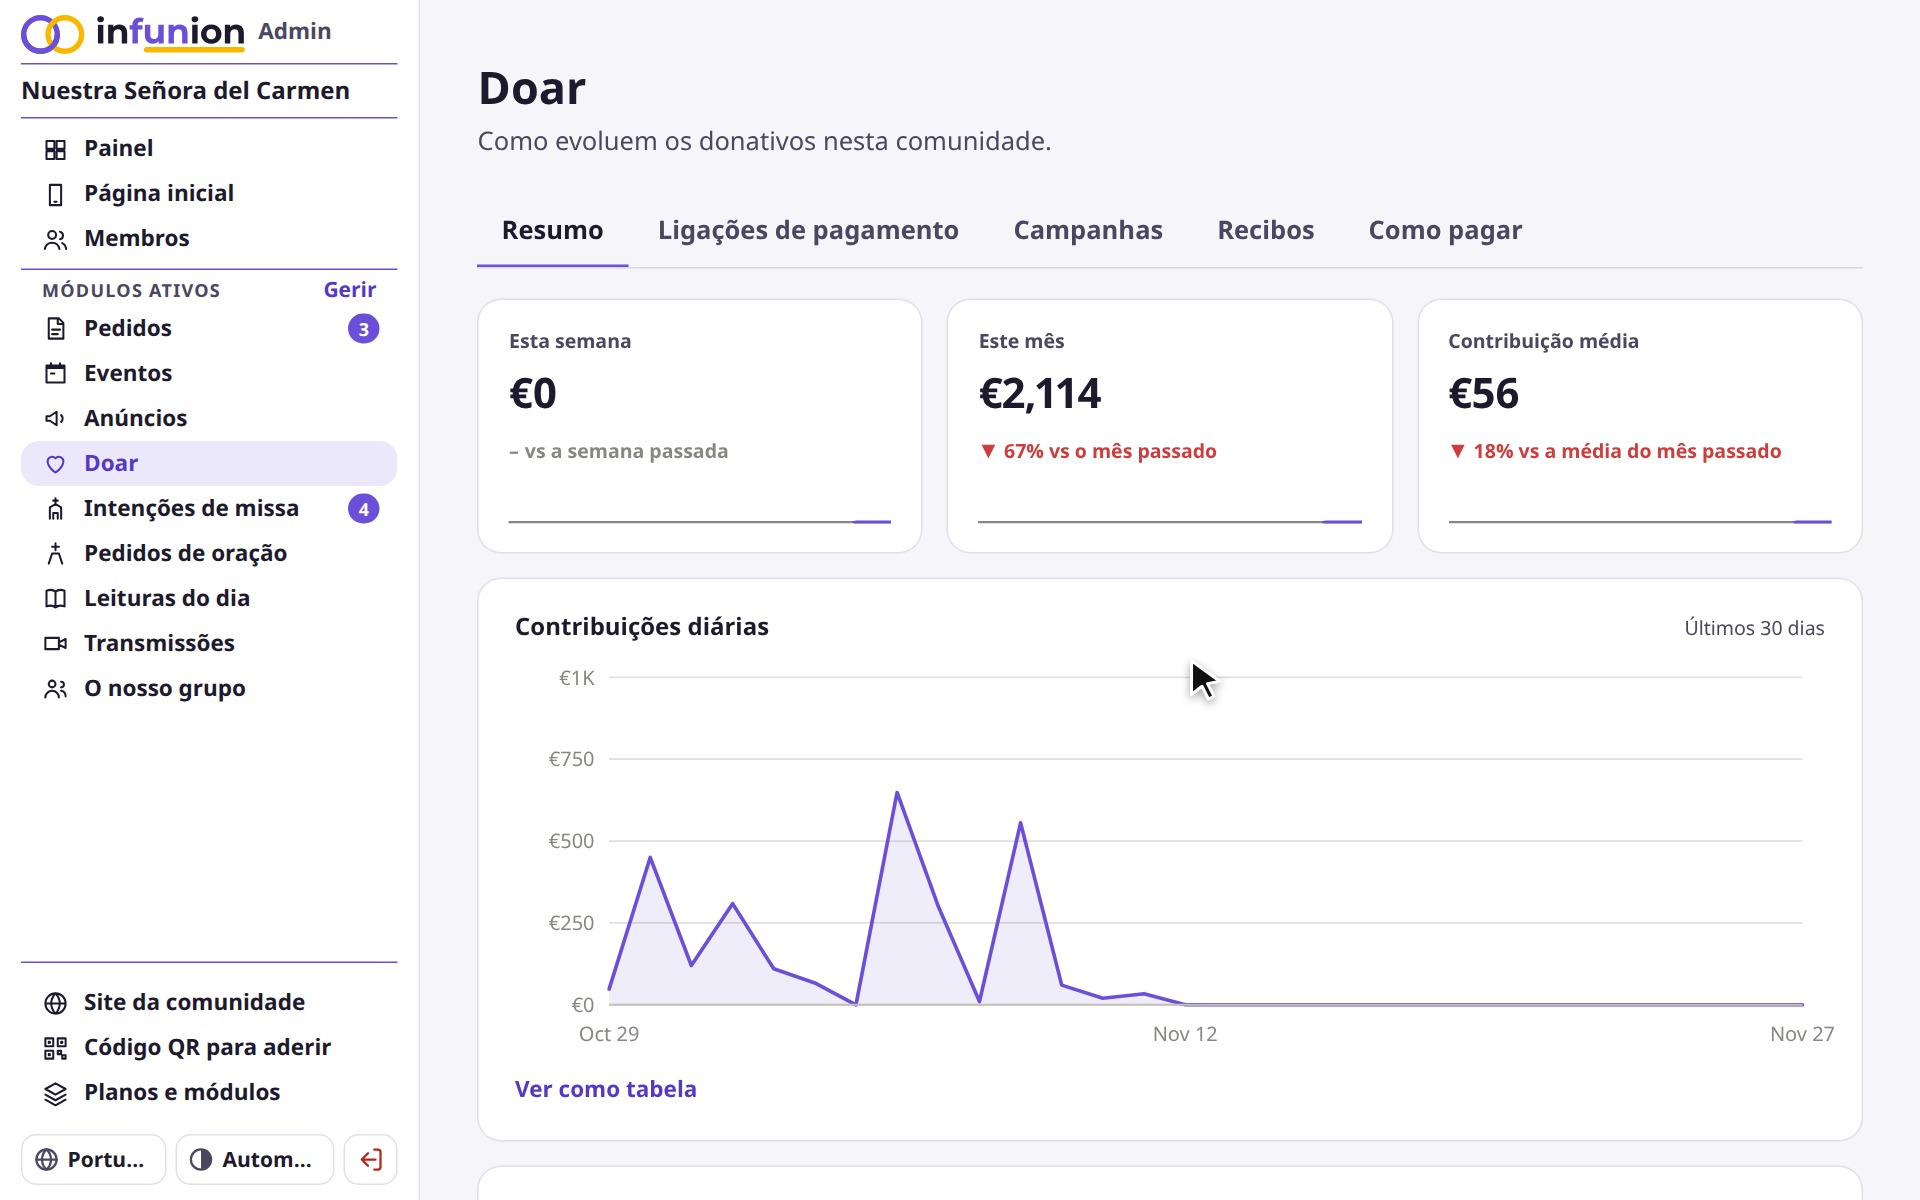 infunion Admin
Nuestra Señora del Carmen
Painel
Página inicial
Membros
MÓDULOS ATIVOS Gerir
Pedidos 3
Eventos
Anúncios
Doar
Intenções de missa 4
Pedidos de oração
Leituras do dia
Transmissões
O nosso grupo
Site da comunidade
Código QR para aderir
Planos e módulos
Portu... Autom...
Doar
Como evoluem os donativos nesta comunidade.
Resumo Ligações de pagamento Campanhas Recibos Como pagar
Esta semana
€0
– vs a semana passada
Este mês
€2,114
▼ 67% vs o mês passado
Contribuição média
€56
▼ 18% vs a média do mês passado
Contribuições diárias Últimos 30 dias
€1K
€750
€500
€250
€0
Oct 29 Nov 12 Nov 27
Ver como tabela